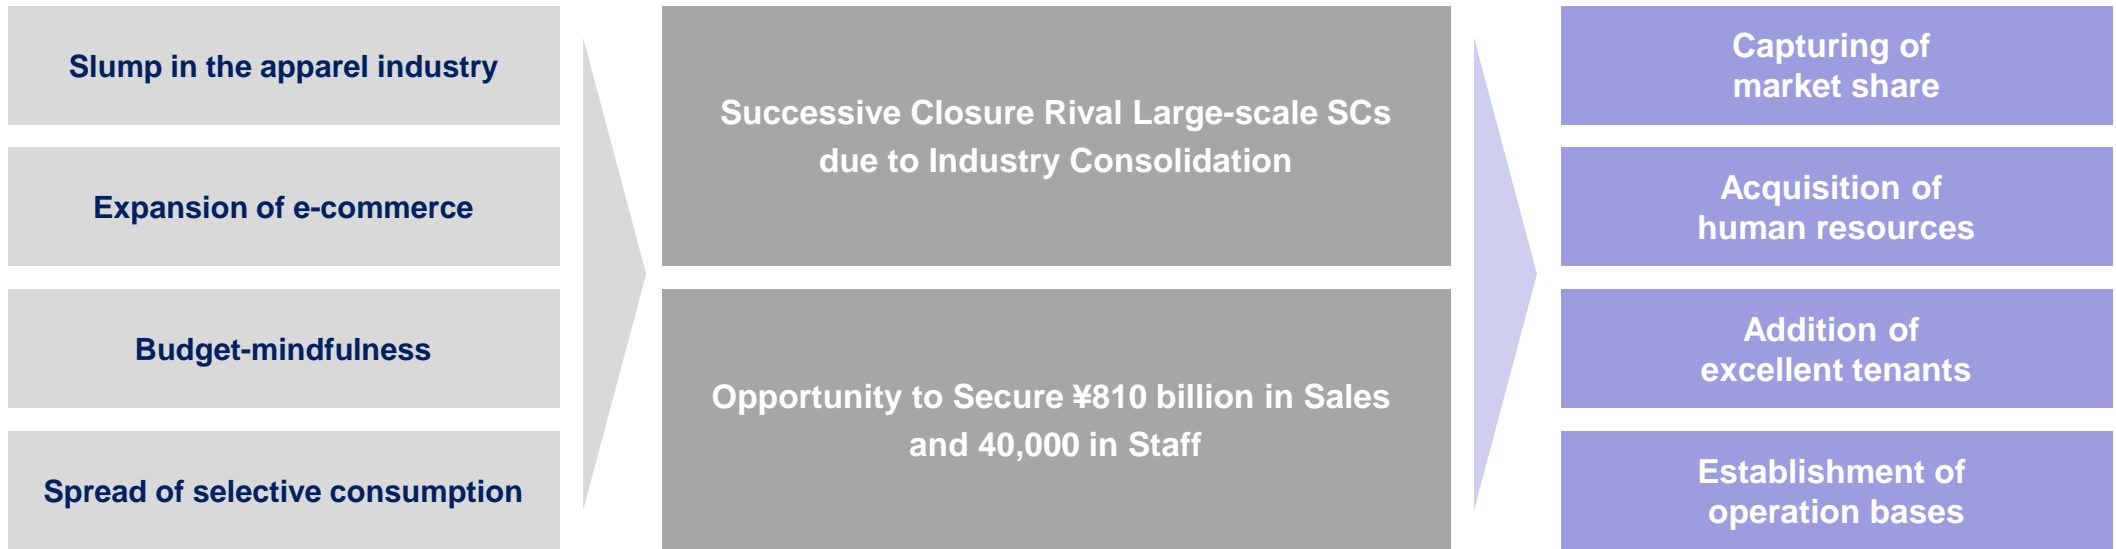 Slump in the apparel industry
Expansion of e-commerce
Budget-mindfulness
Spread of selective consumption
Successive Closure Rival Large-scale SCs
due to Industry Consolidation
Opportunity to Secure ¥810 billion in Sales
and 40,000 in Staff
Capturing of
market share
Acquisition of
human resources
Addition of
excellent tenants
Establishment of
operation bases